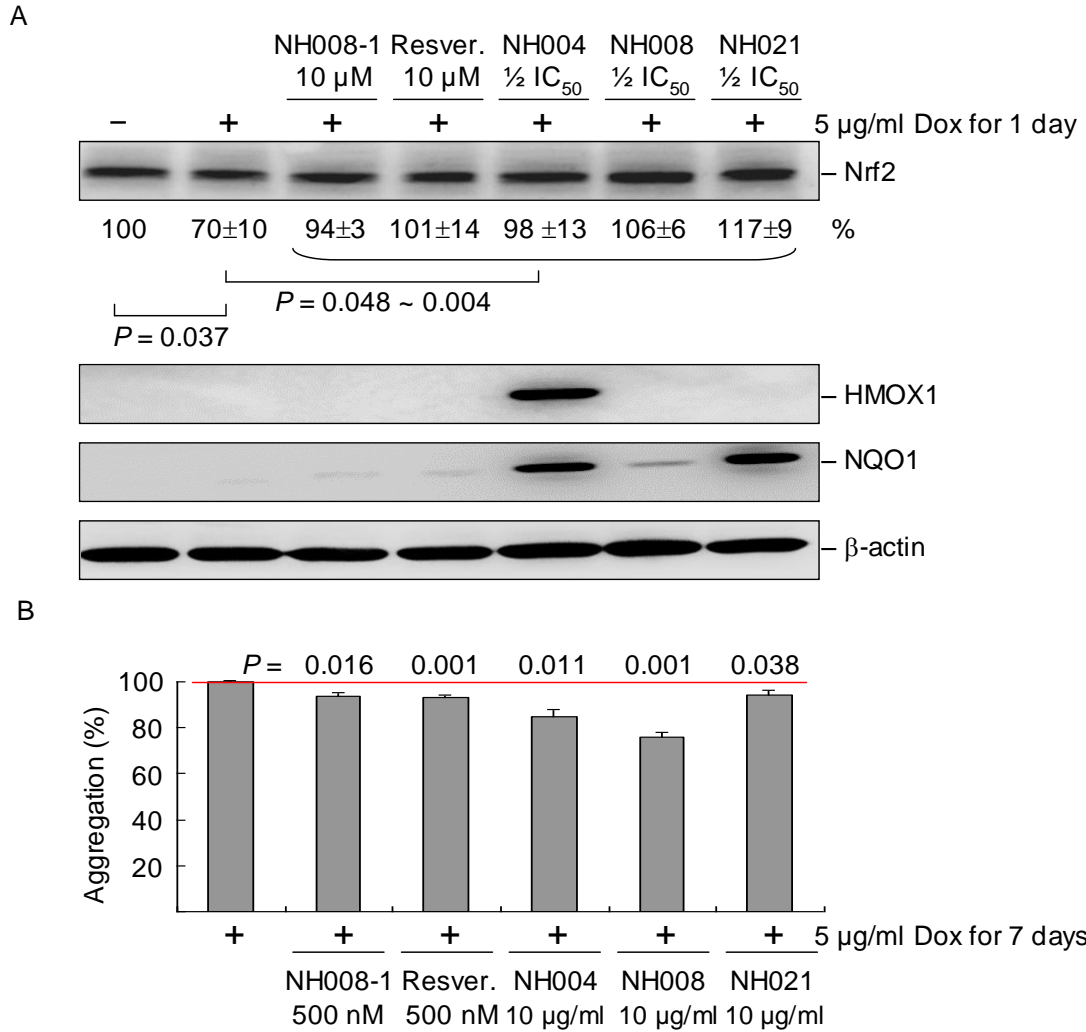 A
NH008-1 Resver. NH004 NH008 NH021
10 µM 10 µM ½ IC50 ½ IC50 ½ IC50
– + + + + + + 5 µg/ml Dox for 1 day
– Nrf2
100 70±10 94±3 101±14 98 ±13 106±6 117±9 %
P = 0.048 ~ 0.004
P = 0.037
– HMOX1
– NQO1
– β-actin
B
P = 0.016 0.001 0.011 0.001 0.038
100
80
60
40
20
Aggregation (%)
+ + + + + + 5 µg/ml Dox for 7 days
NH008-1 Resver. NH004 NH008 NH021
500 nM 500 nM 10 µg/ml 10 µg/ml 10 µg/ml